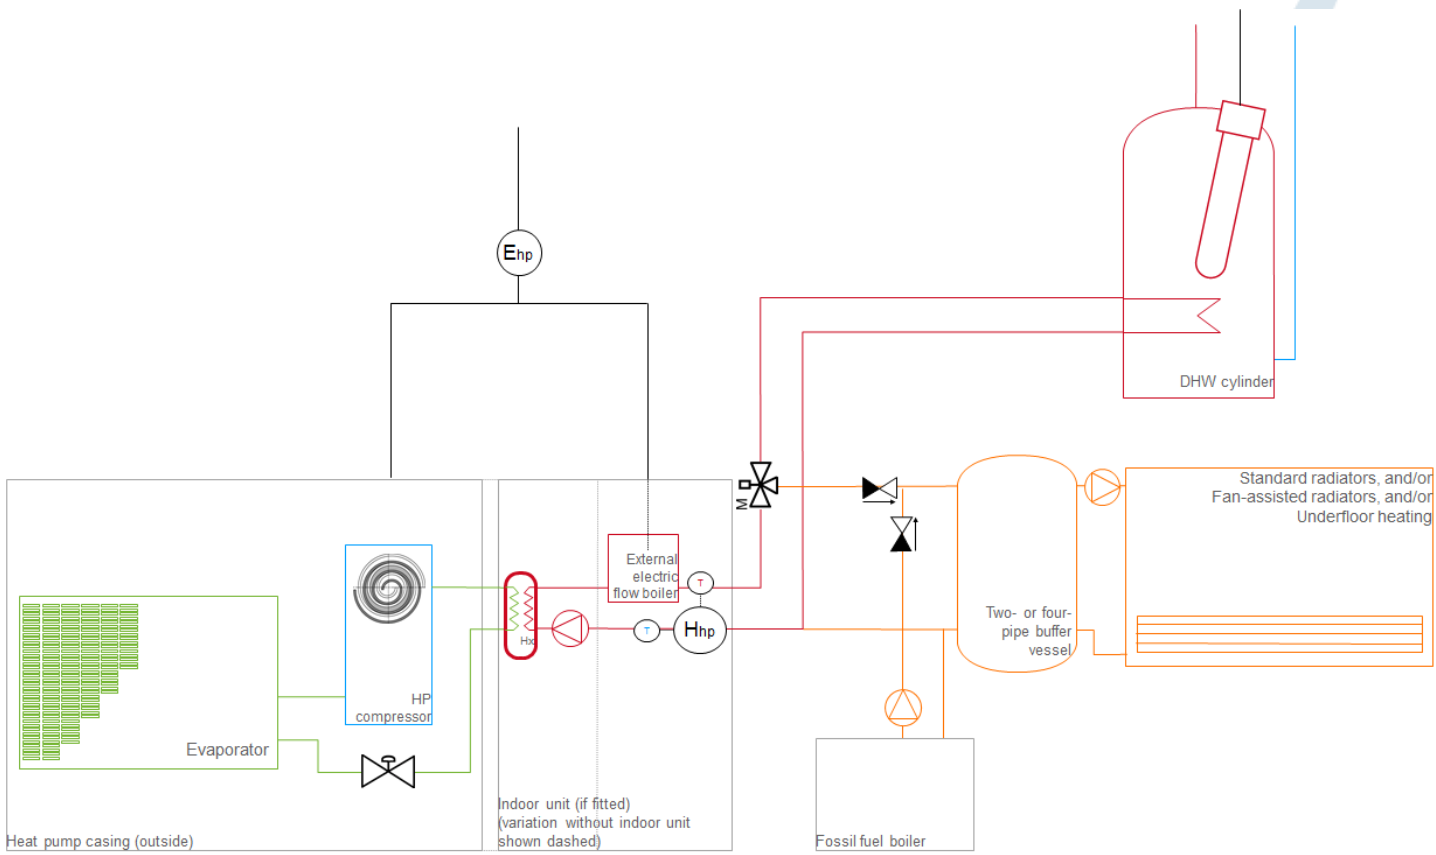 Ehp
DHW cylinder
M
Standard radiators, and/or
Fan-assisted radiators, and/or
Underfloor heating
External
electric
flow boiler
T
T
Hhp
Hx
Two- or four-
pipe buffer
vessel
HP
compressor
Evaporator
Indoor unit (if fitted)
(variation without indoor unit
shown dashed)
Heat pump casing (outside)
Fossil fuel boiler